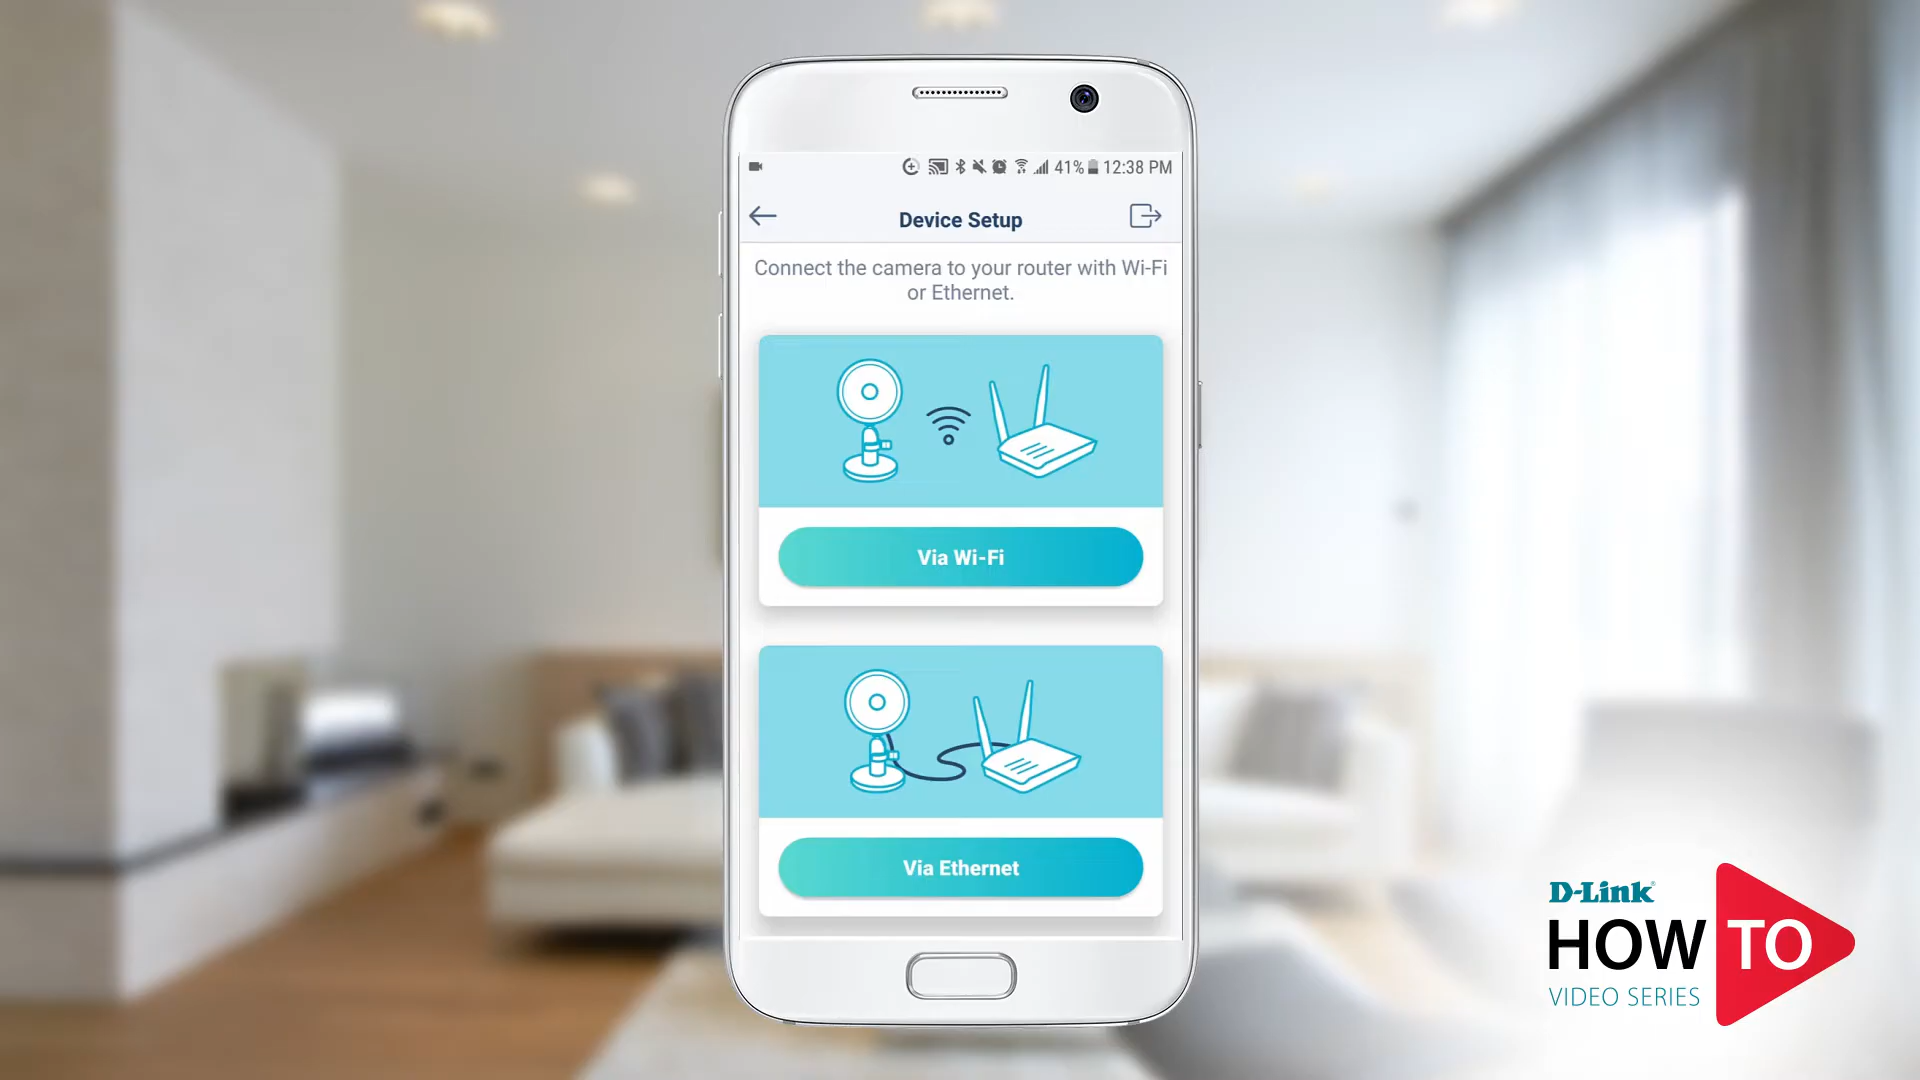 41% 12:38 PM
Device Setup
Connect the camera to your router with Wi-Fi
or Ethernet.
Via Wi-Fi
Via Ethernet
D-Link®
HOW TO
VIDEO SERIES